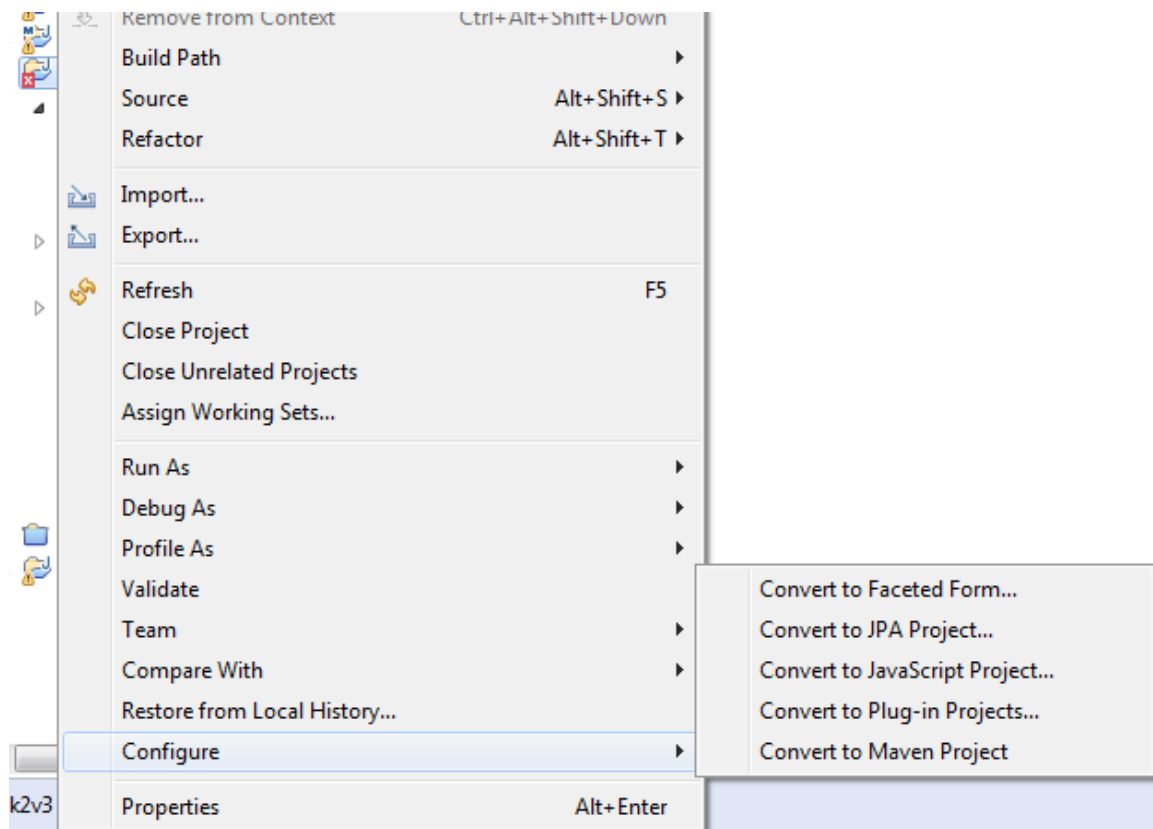 Remove from Context Ctrl+Alt+Shift+Down
Build Path
Source Alt+Shift+S
Refactor Alt+Shift+T
Import...
Export...
Refresh F5
Close Project
Close Unrelated Projects
Assign Working Sets...
Run As
Debug As
Profile As
Validate
Team
Compare With
Restore from Local History...
Configure
Properties Alt+Enter
Convert to Faceted Form...
Convert to JPA Project...
Convert to JavaScript Project...
Convert to Plug-in Projects...
Convert to Maven Project
k2v3